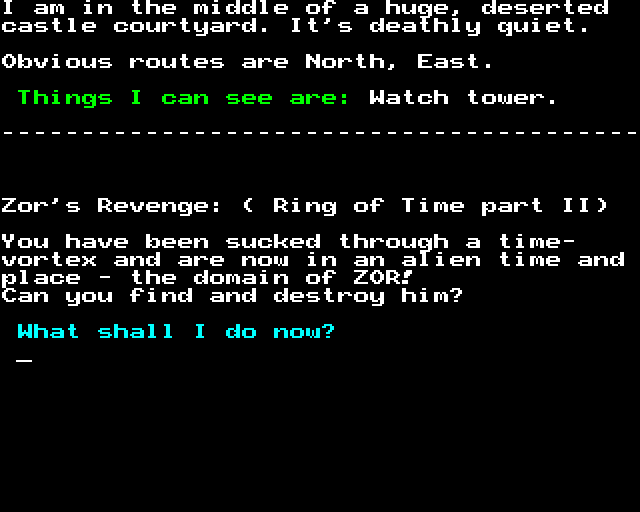 I am in the middle of a huge, deserted
castle courtyard. It's deathly quiet.
Obvious routes are North, East.
Things I can see are: Watch tower.
----------------------------------------
Zor's Revenge: ( Ring of Time part II)
You have been sucked through a time-
vortex and are now in an alien time and
place - the domain of ZOR!
Can you find and destroy him?
What shall I do now?
_